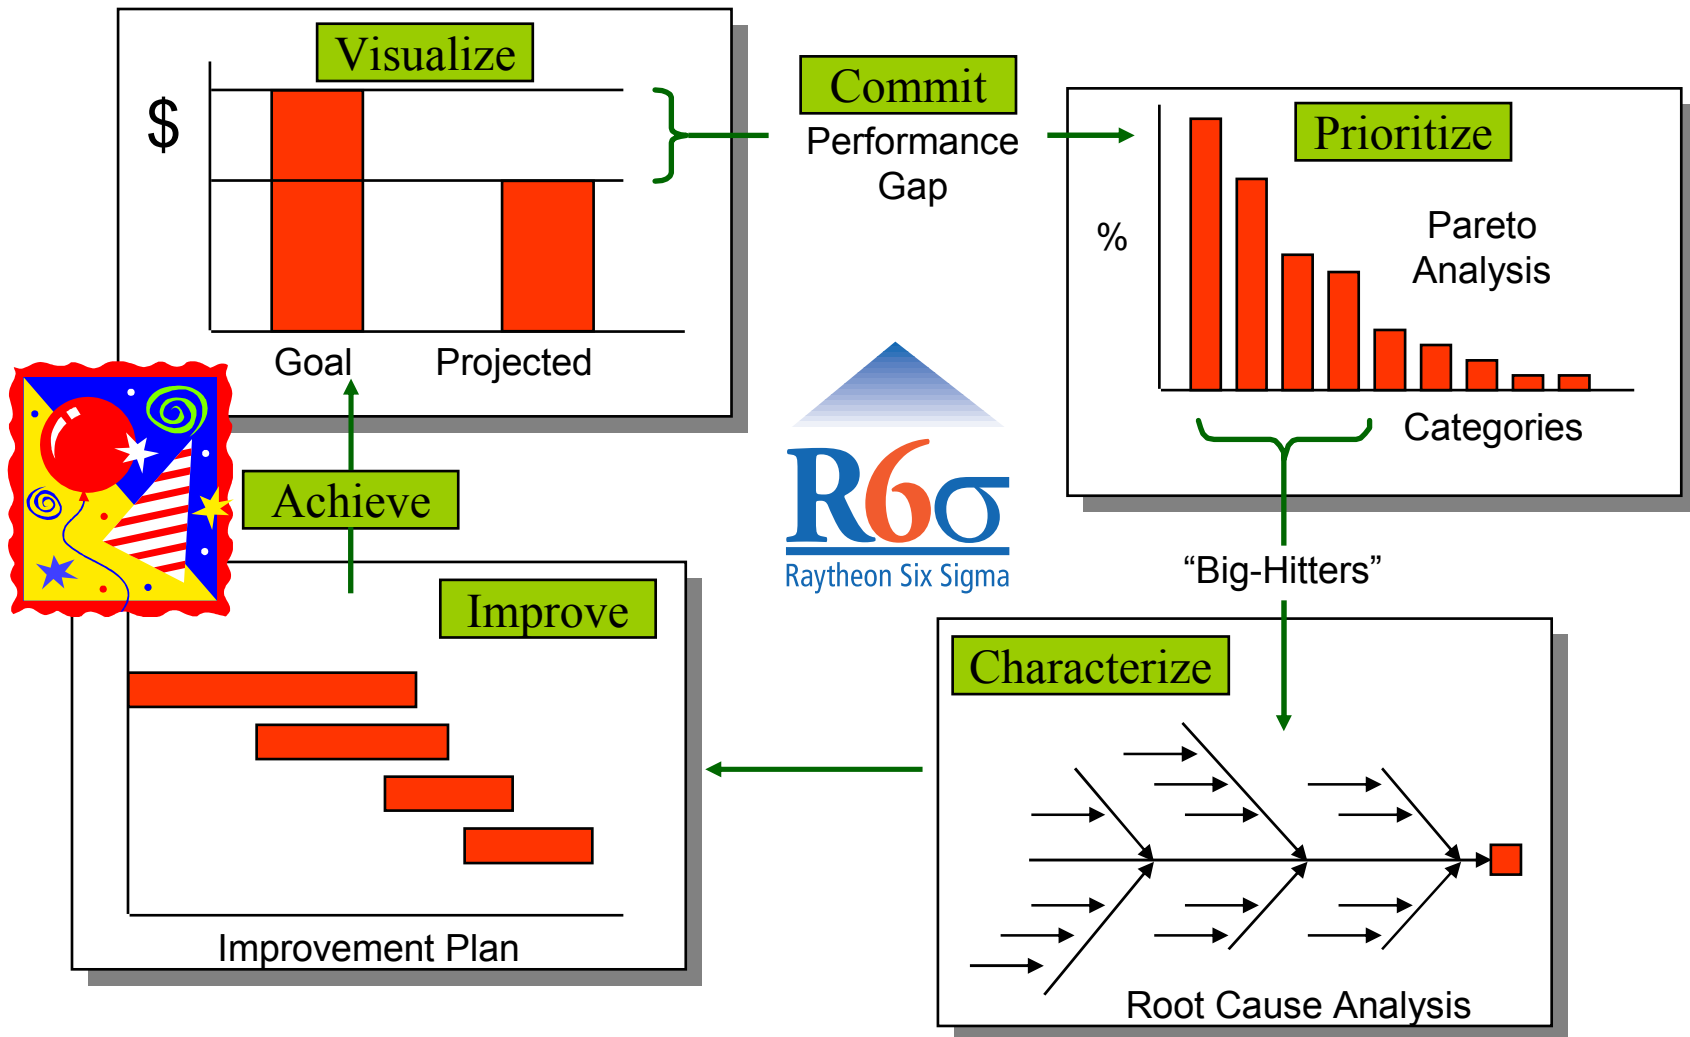 Visualize
$
Goal
Projected
Commit
Performance
Gap
Prioritize
%
Pareto
Analysis
Categories
“Big-Hitters”
R6σ
Raytheon Six Sigma
Characterize
Root Cause Analysis
Improve
Improvement Plan
Achieve